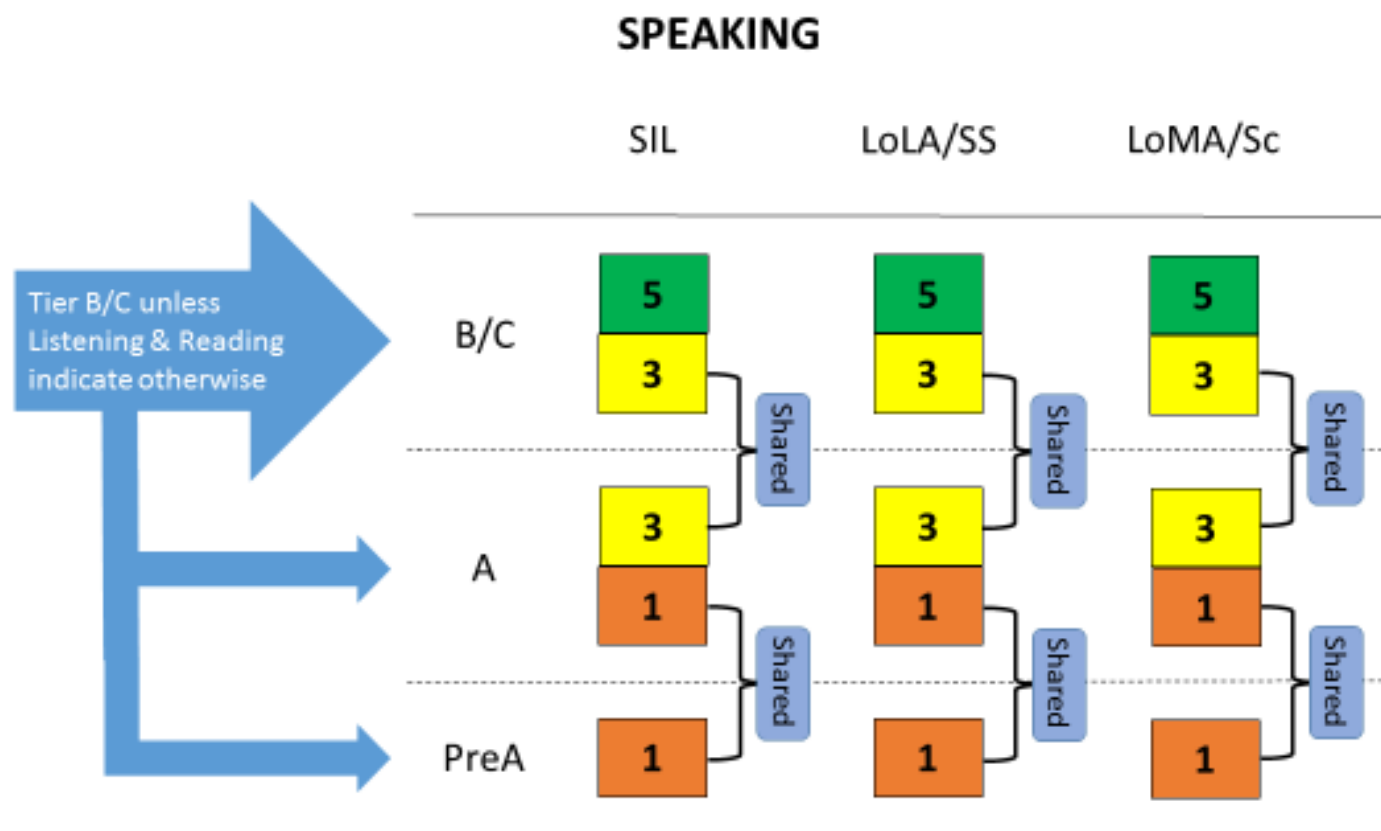 SPEAKING
SIL LoLA/SS LoMA/Sc
Tier B/C unless
Listening & Reading
indicate otherwise
B/C
5 5 5
3 3 3
Shared Shared Shared
A
3 3 3
1 1 1
Shared Shared Shared
PreA
1 1 1